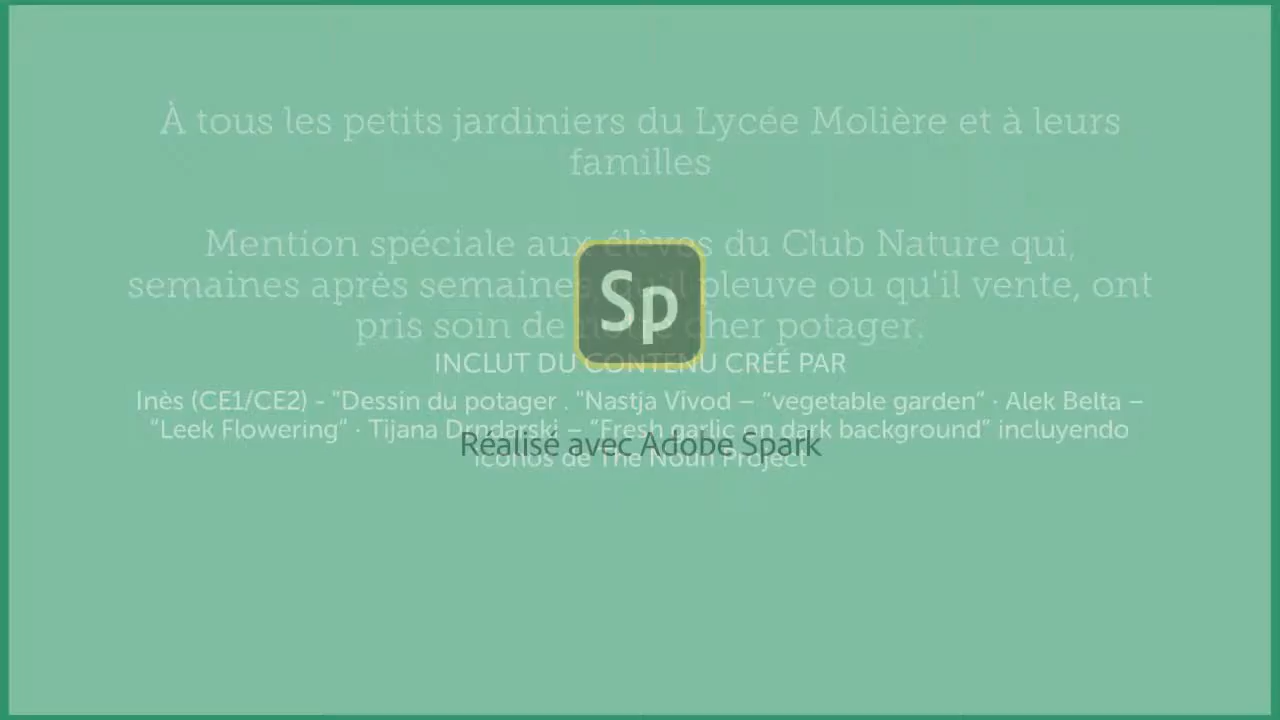 À tous les petits jardiniers du Lycée Molière et à leurs
familles
Mention spéciale aux élèves du Club Nature qui,
semaines après semaines, qu'il pleuve ou qu'il vente, ont
pris soin de notre cher potager.
Sp
INCLUT DU CONTENU CRÉÉ PAR
Inès (CE1/CE2) - "Dessin du potager . "Nastja Vivod – “vegetable garden” · Alek Belta –
“Leek Flowering” · Tijana Drndarski – “Fresh garlic on dark background” incluyendo
Réalisé avec Adobe Spark
iconos de The Noun Project